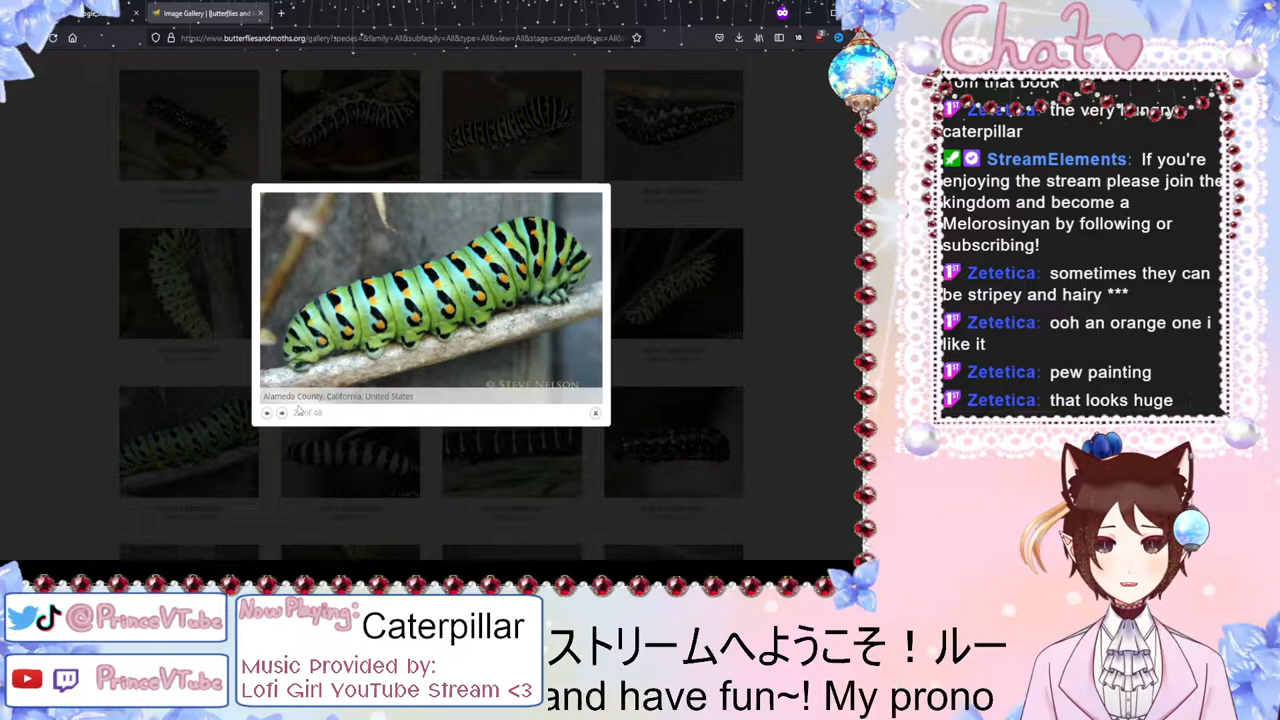 Image Gallery | Butterflies and
https://www.butterfliesandmoths.org/gallery?species=&family=All&subfamily=All&type=All&view=All&stage=caterpillar&sex=All&
© STEVE NELSON
Alameda County, California, United States
of 48
Chat
from that book
Zetetica: the very hungry
caterpillar
StreamElements: If you're
enjoying the stream please join the
kingdom and become a
Melorosinyan by following or
subscribing!
Zetetica: sometimes they can
be stripey and hairy ***
Zetetica: ooh an orange one i
like it
Zetetica: pew painting
Zetetica: that looks huge
@PrinceVTube
PrinceVTube
Now Playing:
Caterpillar
Music Provided by:
Lofi Girl YouTube Stream <3
ストリームへようこそ！ルー
and have fun~! My prono